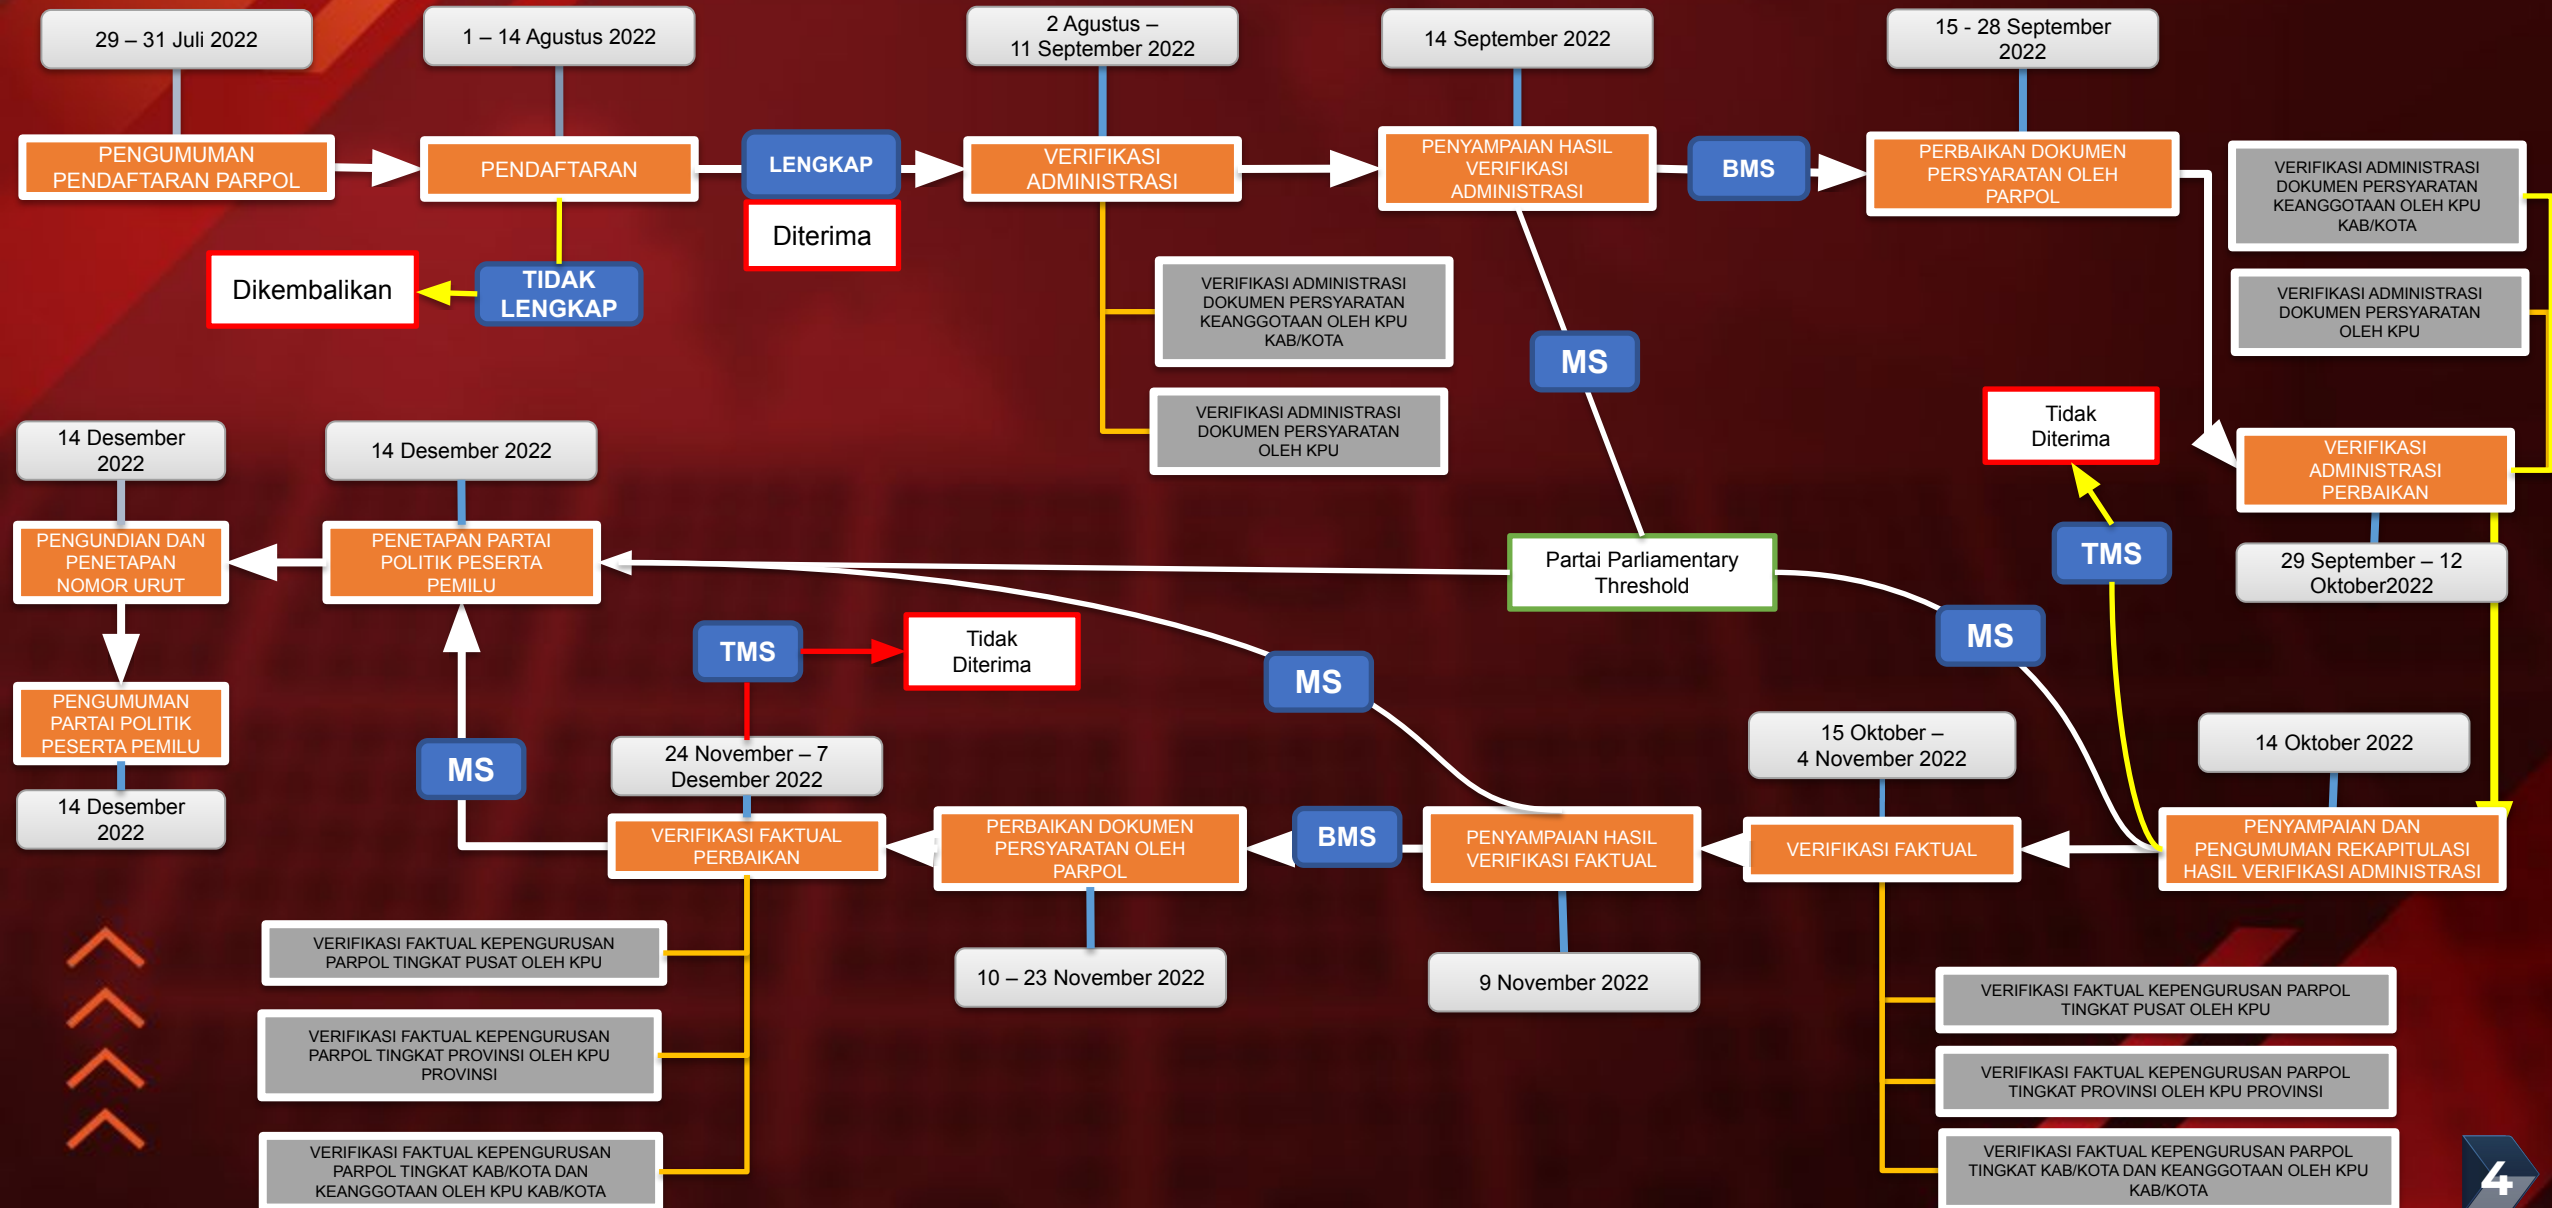 29 – 31 Juli 2022
1 – 14 Agustus 2022
2 Agustus –
11 September 2022
14 September 2022
15 - 28 September
2022
PENGUMUMAN
PENDAFTARAN PARPOL
PENDAFTARAN
LENGKAP
Diterima
VERIFIKASI
ADMINISTRASI
PENYAMPAIAN HASIL
VERIFIKASI
ADMINISTRASI
BMS
PERBAIKAN DOKUMEN
PERSYARATAN OLEH
PARPOL
VERIFIKASI ADMINISTRASI
DOKUMEN PERSYARATAN
KEANGGOTAAN OLEH KPU
KAB/KOTA
VERIFIKASI ADMINISTRASI
DOKUMEN PERSYARATAN
OLEH KPU
Dikembalikan
TIDAK
LENGKAP
VERIFIKASI ADMINISTRASI
DOKUMEN PERSYARATAN
KEANGGOTAAN OLEH KPU
KAB/KOTA
VERIFIKASI ADMINISTRASI
DOKUMEN PERSYARATAN
OLEH KPU
MS
Tidak
Diterima
TMS
VERIFIKASI
ADMINISTRASI
PERBAIKAN
29 September – 12
Oktober2022
14 Desember
2022
14 Desember 2022
PENGUNDIAN DAN
PENETAPAN
NOMOR URUT
PENETAPAN PARTAI
POLITIK PESERTA
PEMILU
Partai Parliamentary
Threshold
MS
TMS
Tidak
Diterima
MS
PENGUMUMAN
PARTAI POLITIK
PESERTA PEMILU
14 Desember
2022
MS
24 November – 7
Desember 2022
15 Oktober –
4 November 2022
14 Oktober 2022
VERIFIKASI FAKTUAL
PERBAIKAN
PERBAIKAN DOKUMEN
PERSYARATAN OLEH
PARPOL
BMS
PENYAMPAIAN HASIL
VERIFIKASI FAKTUAL
VERIFIKASI FAKTUAL
PENYAMPAIAN DAN
PENGUMUMAN REKAPITULASI
HASIL VERIFIKASI ADMINISTRASI
10 – 23 November 2022
9 November 2022
VERIFIKASI FAKTUAL KEPENGURUSAN
PARPOL TINGKAT PUSAT OLEH KPU
VERIFIKASI FAKTUAL KEPENGURUSAN
PARPOL TINGKAT PROVINSI OLEH KPU
PROVINSI
VERIFIKASI FAKTUAL KEPENGURUSAN
PARPOL TINGKAT KAB/KOTA DAN
KEANGGOTAAN OLEH KPU KAB/KOTA
VERIFIKASI FAKTUAL KEPENGURUSAN PARPOL
TINGKAT PUSAT OLEH KPU
VERIFIKASI FAKTUAL KEPENGURUSAN PARPOL
TINGKAT PROVINSI OLEH KPU PROVINSI
VERIFIKASI FAKTUAL KEPENGURUSAN PARPOL
TINGKAT KAB/KOTA DAN KEANGGOTAAN OLEH KPU
KAB/KOTA
4